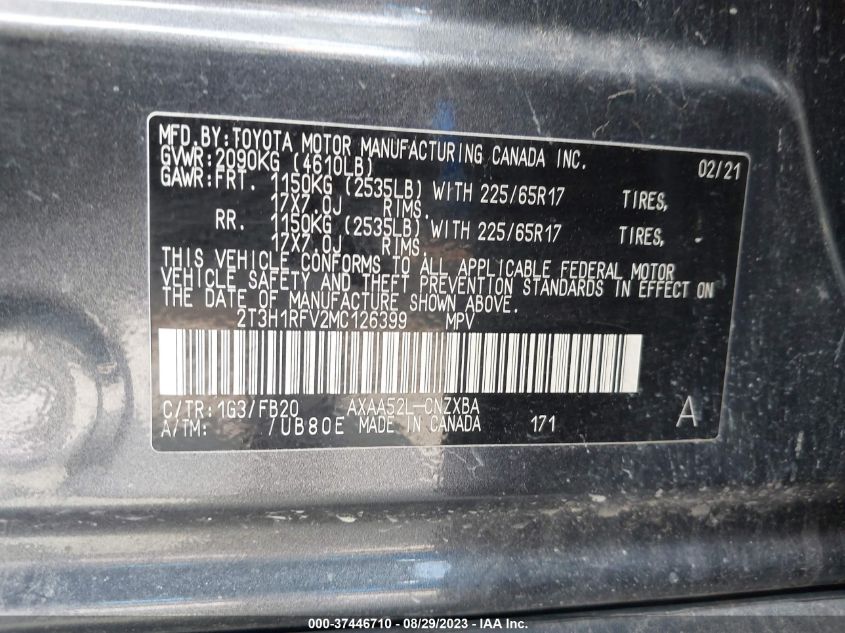 MFD.BY:TOYOTA MOTOR MANUFACTURING CANADA INC. 02/21
GVWR:2090KG (4610LB)
GAWR:FRT. 1150KG (2535LB) WITH 225/65R17 TIRES,
17X7.0J RIMS.
RR. 1150KG (2535LB) WITH 225/65R17 TIRES,
17X7.0J RIMS.
THIS VEHICLE CONFORMS TO ALL APPLICABLE FEDERAL MOTOR
VEHICLE SAFETY AND THEFT PREVENTION STANDARDS IN EFFECT ON
THE DATE OF MANUFACTURE SHOWN ABOVE.
2T3H1RFV2MC126399 MPV
C/TR:1G3/FB20 AXAA52L-CNZXBA A
A/TM: /UB80E MADE IN CANADA 171
000-37446710 - 08/29/2023 - IAA Inc.